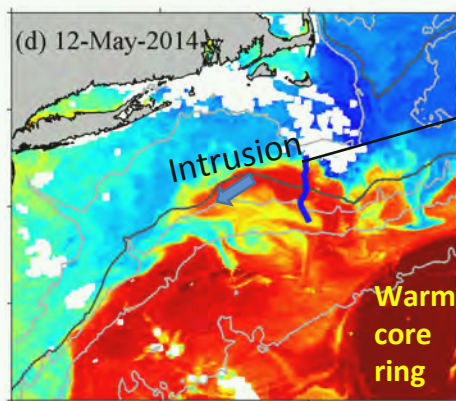 (d) 12-May-2014
Intrusion
Warm
core
ring